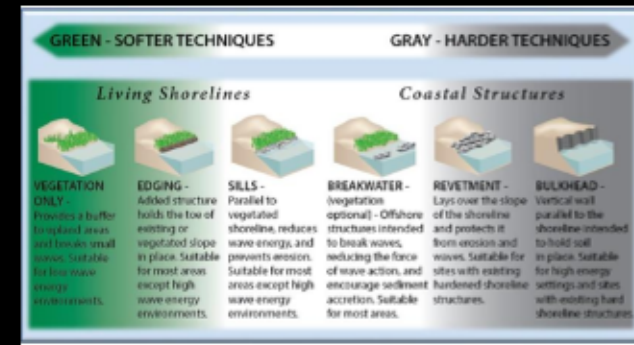 GREEN - SOFTER TECHNIQUES
GRAY - HARDER TECHNIQUES
Living Shorelines
Coastal Structures
VEGETATION
ONLY -
Provides a buffer
to upland areas
and breaks small
waves. Suitable
for low wave
energy
environments.
EDGING -
Added structure
holds the toe of
existing or
vegetated slope
in place. Suitable
for most areas
except high
wave energy
environments.
SILLS -
Parallel to
vegetated
shoreline, reduces
wave energy, and
prevents erosion.
Suitable for most
areas except high
wave energy
environments.
BREAKWATER -
(vegetation
optional) - Offshore
structures intended
to break waves,
reducing the force
of wave action, and
encourage sediment
accretion. Suitable
for most areas.
REVETMENT -
Lays over the slope
of the shoreline
and protects it
from erosion and
waves. Suitable for
sites with existing
hardened shoreline
structures.
BULKHEAD -
Vertical wall
parallel to the
shoreline intended
to hold soil
in place. Suitable
for high energy
settings and sites
with existing hard
shoreline structures.